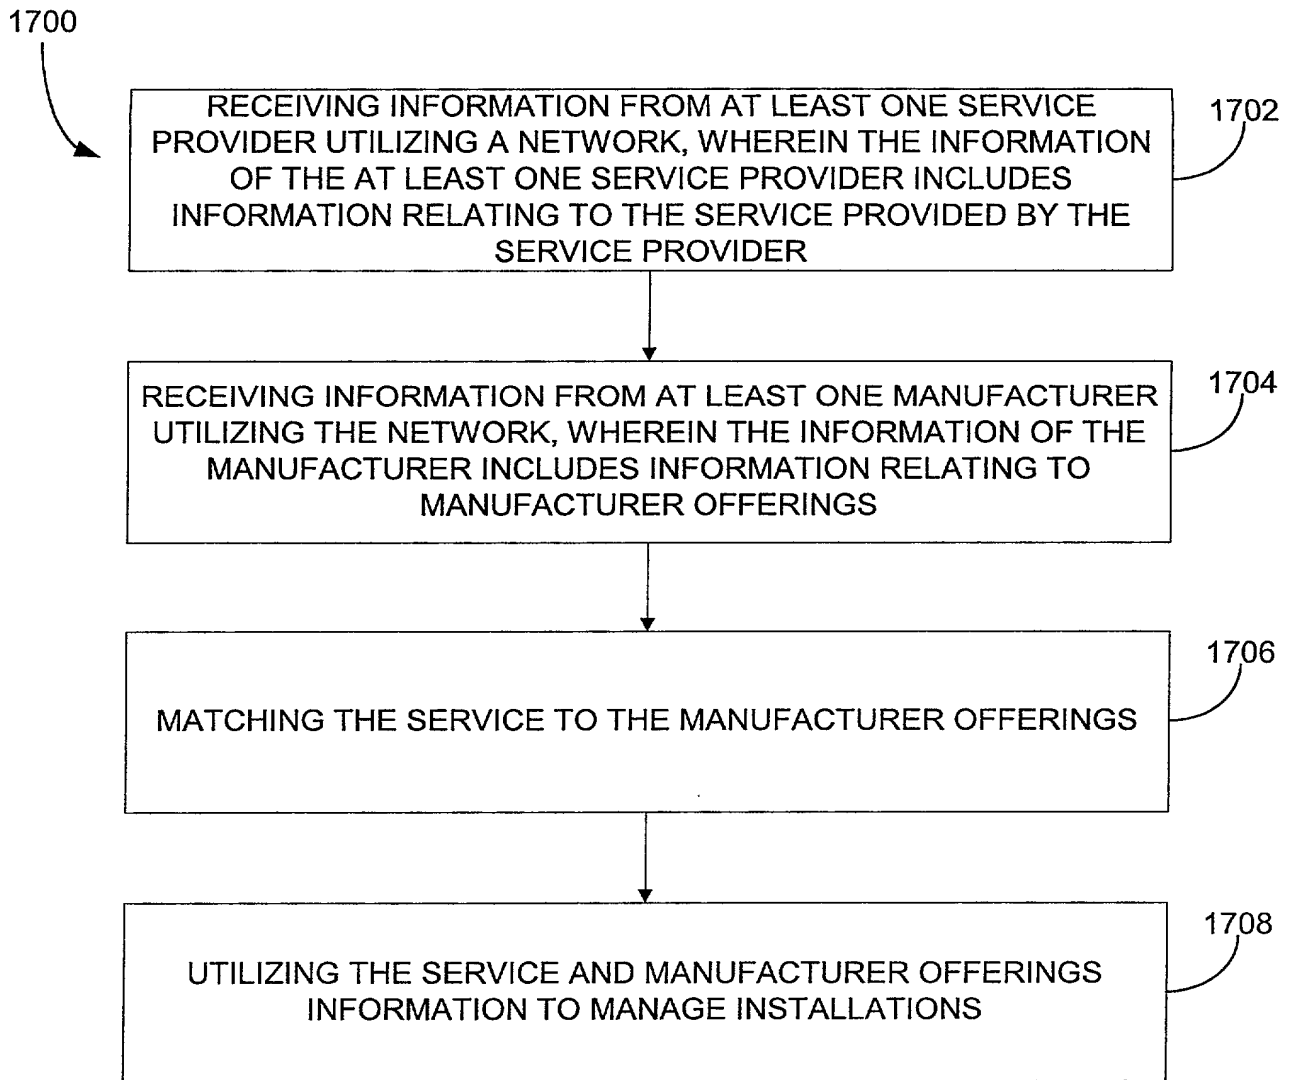 1700
RECEIVING INFORMATION FROM AT LEAST ONE SERVICE
PROVIDER UTILIZING A NETWORK, WHEREIN THE INFORMATION
OF THE AT LEAST ONE SERVICE PROVIDER INCLUDES
INFORMATION RELATING TO THE SERVICE PROVIDED BY THE
SERVICE PROVIDER
1702
RECEIVING INFORMATION FROM AT LEAST ONE MANUFACTURER
UTILIZING THE NETWORK, WHEREIN THE INFORMATION OF THE
MANUFACTURER INCLUDES INFORMATION RELATING TO
MANUFACTURER OFFERINGS
1704
MATCHING THE SERVICE TO THE MANUFACTURER OFFERINGS
1706
UTILIZING THE SERVICE AND MANUFACTURER OFFERINGS
INFORMATION TO MANAGE INSTALLATIONS
1708